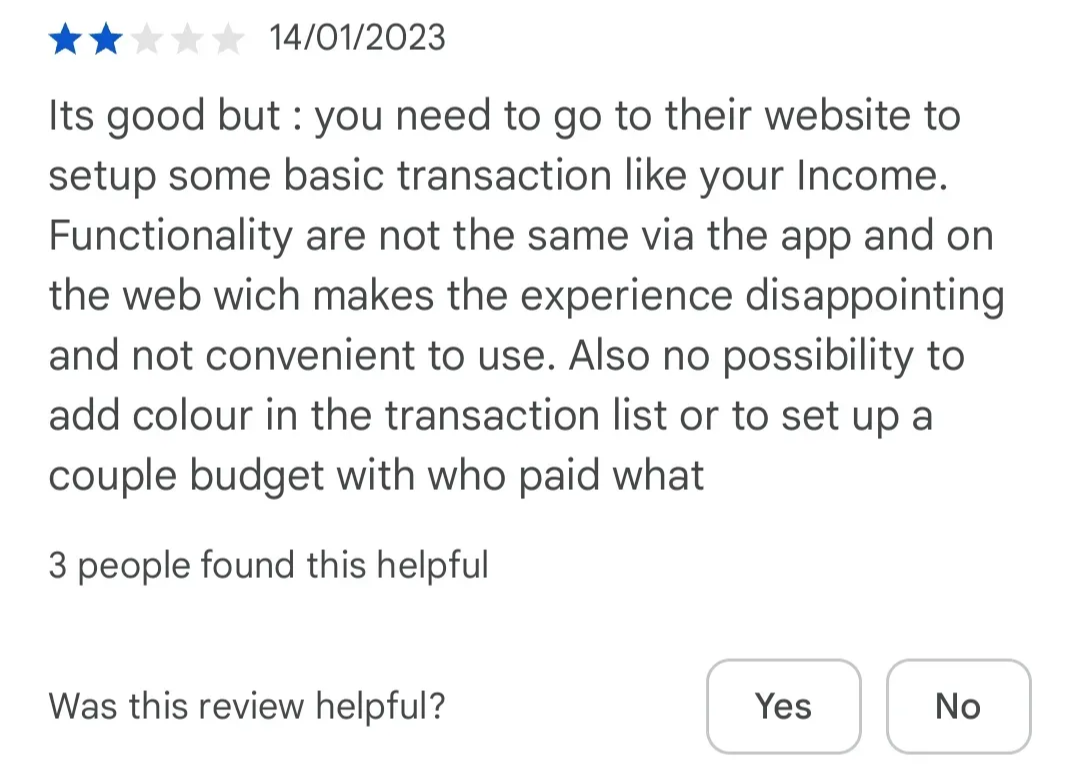 14/01/2023
Its good but : you need to go to their website to
setup some basic transaction like your Income.
Functionality are not the same via the app and on
the web wich makes the experience disappointing
and not convenient to use. Also no possibility to
add colour in the transaction list or to set up a
couple budget with who paid what
3 people found this helpful
Was this review helpful? Yes No